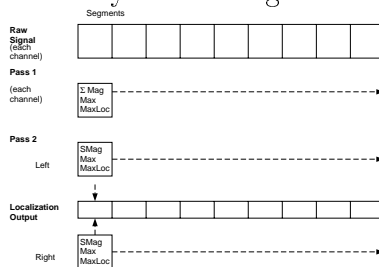 Segments
Raw
Signal
(each
channel)
Pass 1
(each
channel)
Σ Mag
Max
MaxLoc
Pass 2
Left
SMag
Max
MaxLoc
Localization
Output
Right
SMag
Max
MaxLoc